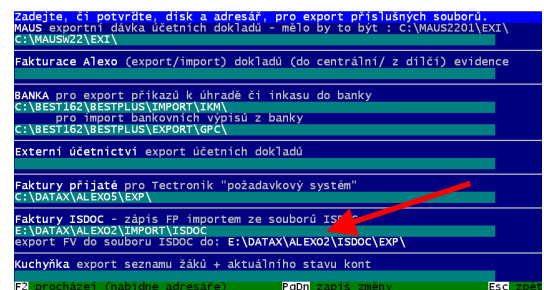 Zadejte, či potvrďte, disk a adresář, pro export příslušných souborů.
MAUS exportní dávka účetních dokladů - mělo by to být : C:\MAUS2201\EXI\
C:\MAUSW22\EXI\
Fakturace Alexo (export/import) dokladů (do centrální/ z dílčí) evidence
BANKA pro export příkazů k úhradě či inkasu do banky
C:\BEST162\BESTPLUS\IMPORT\IKM\
pro import bankovních výpisů z banky
C:\BEST162\BESTPLUS\EXPORT\GPC\
Externí účetnictví export účetních dokladů
Faktury přijaté pro Tectronik "požadavkový systém"
C:\DATAX\ALEXO5\EXP\
Faktury ISDOC - zápis FP importem ze souborů ISDOC
E:\DATAX\ALEXO2\IMPORT\ISDOC
export FV do souboru ISDOC do: E:\DATAX\ALEXO2\ISDOC\EXP\
Kuchyňka export seznamu žáků + aktuálního stavu kont
F2 procházej (nabídne adresáře) PgDn zapiš změny Esc zpět